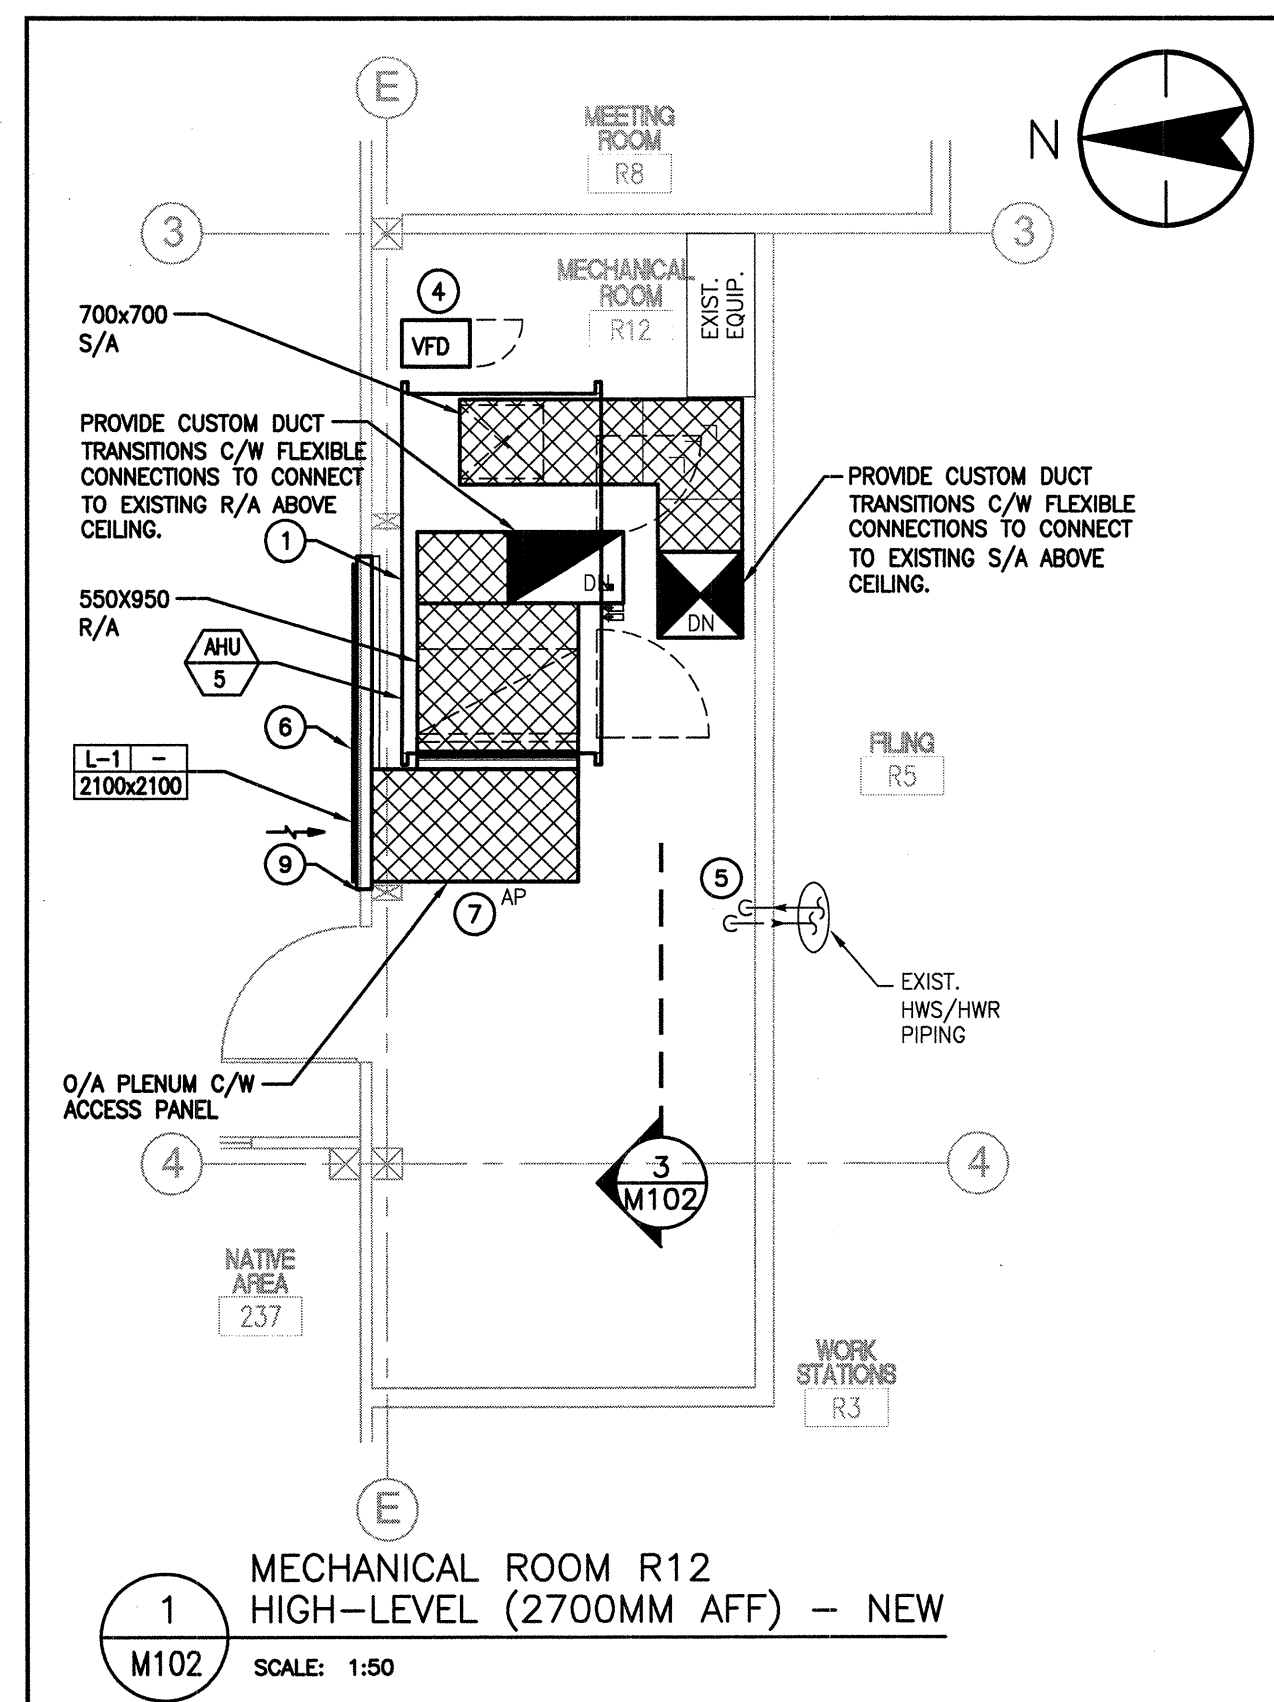 E
N
MEETING
ROOM
R8
3
3
MECHANICAL
ROOM
R12
EXIST.
EQUIP.
4
VFD
700x700
S/A
PROVIDE CUSTOM DUCT
TRANSITIONS C/W FLEXIBLE
CONNECTIONS TO CONNECT
TO EXISTING R/A ABOVE
CEILING.
PROVIDE CUSTOM DUCT
TRANSITIONS C/W FLEXIBLE
CONNECTIONS TO CONNECT
TO EXISTING S/A ABOVE
CEILING.
1
DN
DN
550X950
R/A
AHU
5
6
L-1 -
2100x2100
9
FILING
R5
5
7
AP
EXIST.
HWS/HWR
PIPING
O/A PLENUM C/W
ACCESS PANEL
4
4
3
M102
NATIVE
AREA
237
WORK
STATIONS
R3
E
MECHANICAL ROOM R12
HIGH-LEVEL (2700MM AFF) - NEW
1
M102
SCALE: 1:50